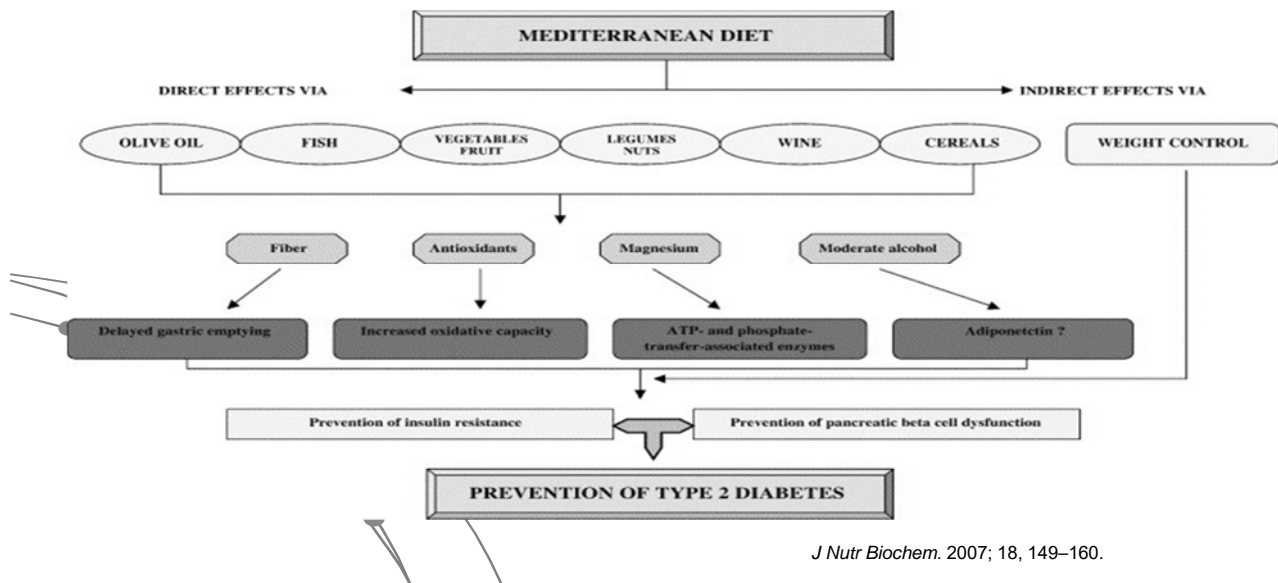 MEDITERRANEAN DIET
DIRECT EFFECTS VIA
INDIRECT EFFECTS VIA
OLIVE OIL
FISH
VEGETABLES
FRUIT
LEGUMES
NUTS
WINE
CEREALS
WEIGHT CONTROL
Fiber
Antioxidants
Magnesium
Moderate alcohol
Delayed gastric emptying
Increased oxidative capacity
ATP- and phosphate-
transfer-associated enzymes
Adiponetctin ?
Prevention of insulin resistance
Prevention of pancreatic beta cell dysfunction
PREVENTION OF TYPE 2 DIABETES
J Nutr Biochem. 2007; 18, 149–160.